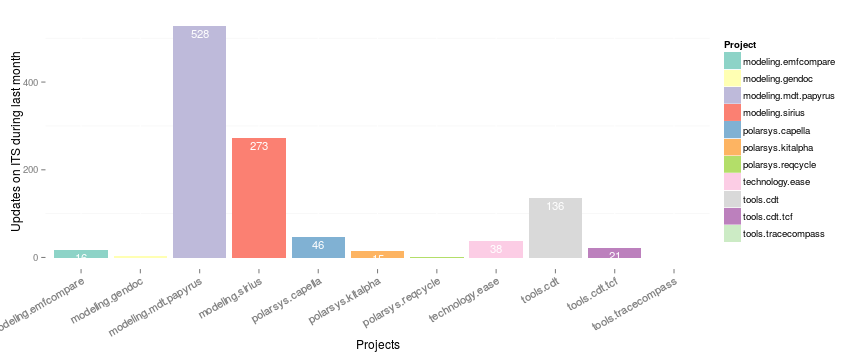 Updates on ITS during last month
400
200
0
16
528
273
46
15
38
136
21
odeling.emfcompare
modeling.gendoc
modeling.mdt.papyrus
modeling.sirius
polarsys.capella
polarsys.kitalpha
polarsys.reqcycle
technology.ease
tools.cdt
tools.cdt.tcf
tools.tracecompass
Projects
Project
modeling.emfcompare
modeling.gendoc
modeling.mdt.papyrus
modeling.sirius
polarsys.capella
polarsys.kitalpha
polarsys.reqcycle
technology.ease
tools.cdt
tools.cdt.tcf
tools.tracecompass